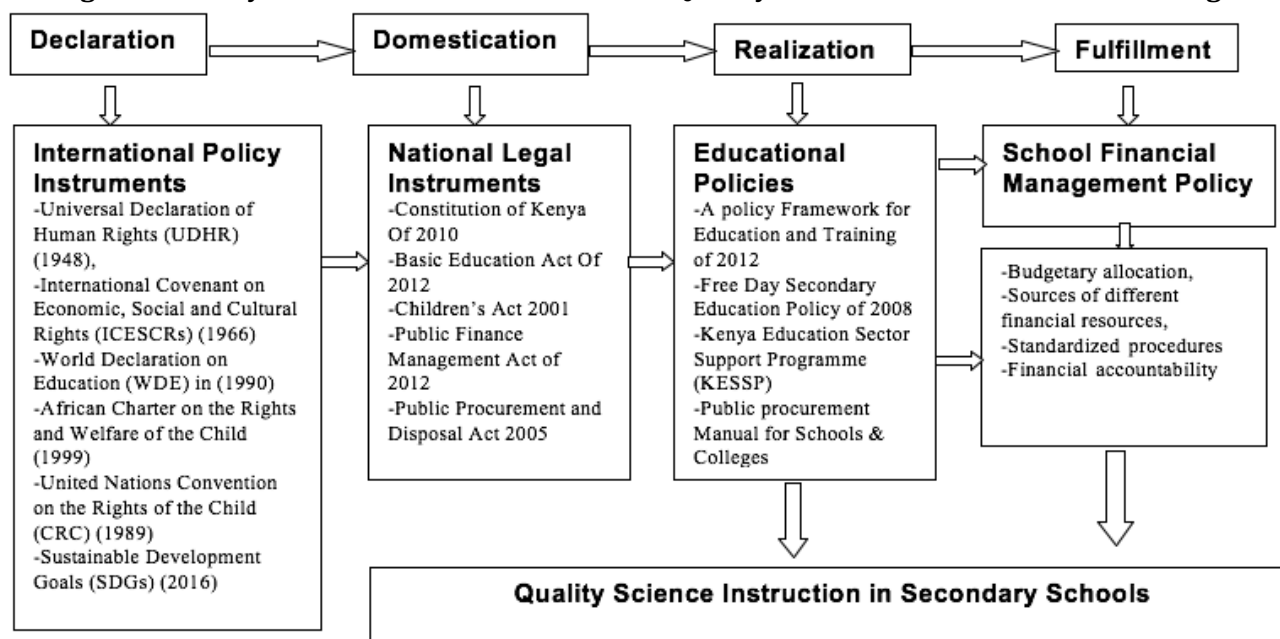 Declaration
Domestication
Realization
Fulfillment
International Policy
Instruments
-Universal Declaration of
Human Rights (UDHR)
(1948),
-International Covenant on
Economic, Social and Cultural
Rights (ICESCRs) (1966)
-World Declaration on
Education (WDE) in (1990)
-African Charter on the Rights
and Welfare of the Child
(1999)
-United Nations Convention
on the Rights of the Child
(CRC) (1989)
-Sustainable Development
Goals (SDGs) (2016)
National Legal
Instruments
-Constitution of Kenya
Of 2010
-Basic Education Act Of
2012
-Children's Act 2001
-Public Finance
Management Act of
2012
-Public Procurement and
Disposal Act 2005
Educational
Policies
-A policy Framework for
Education and Training
of 2012
-Free Day Secondary
Education Policy of 2008
-Kenya Education Sector
Support Programme
(KESSP)
-Public procurement
Manual for Schools &
Colleges
School Financial
Management Policy
-Budgetary allocation,
-Sources of different
financial resources,
-Standardized procedures
-Financial accountability
Quality Science Instruction in Secondary Schools